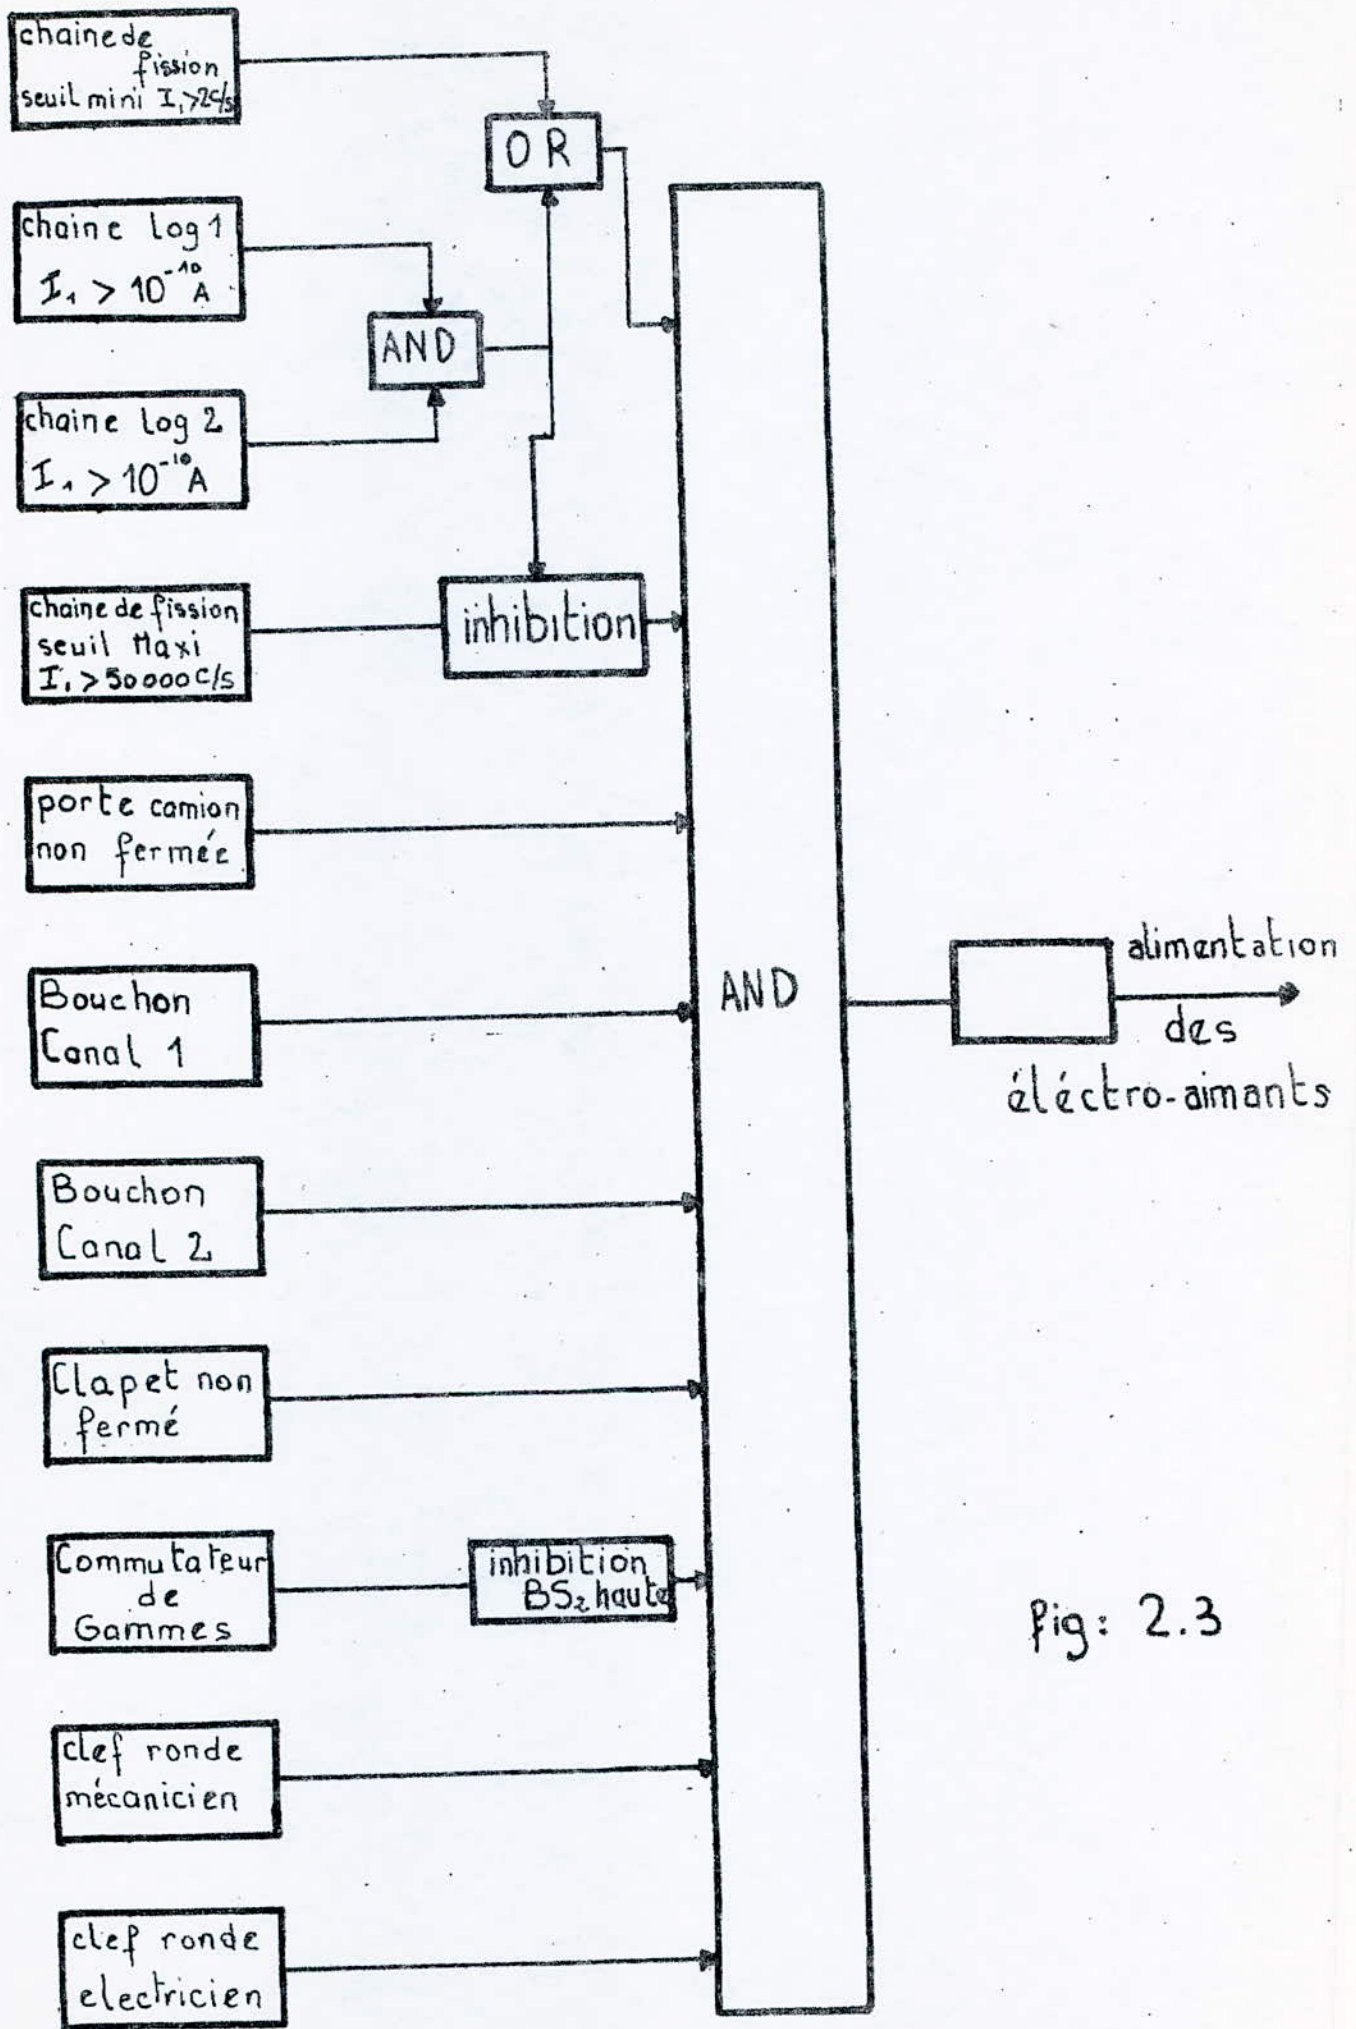 chaine de
fission
seuil mini I₁>2c/s
OR
chaine log 1
I₁ > 10⁻¹⁰A
AND
chaine log 2
I₁ > 10⁻¹⁰A
chaine de fission
seuil Maxi
I₁ > 50000 c/s
inhibition
porte camion
non fermée
Bouchon
Canal 1
AND
alimentation
des
éléctro-aimants
Bouchon
Canal 2
Clapet non
fermé
Commutateur
de
Gammes
inhibition
BS₂ haute
fig: 2.3
clef ronde
mécanicien
clef ronde
electricien